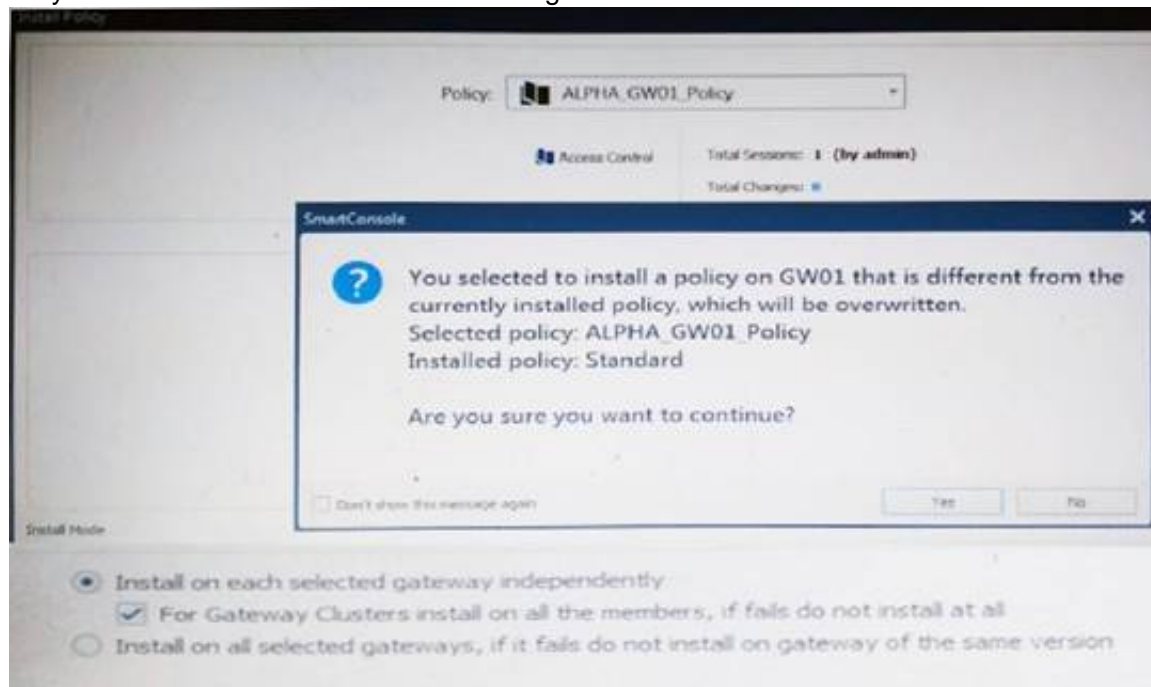 Install Policy
Policy: ALPHA_GW01_Policy
Access Control
Total Sessions: 1 (by admin)
Total Changes:
SmartConsole
You selected to install a policy on GW01 that is different from the
currently installed policy, which will be overwritten.
Selected policy: ALPHA_GW01_Policy
Installed policy: Standard
Are you sure you want to continue?
Don't show this message again
Yes
No
Install Mode
Install on each selected gateway independently
For Gateway Clusters install on all the members, if fails do not install at all
Install on all selected gateways, if it fails do not install on gateway of the same version